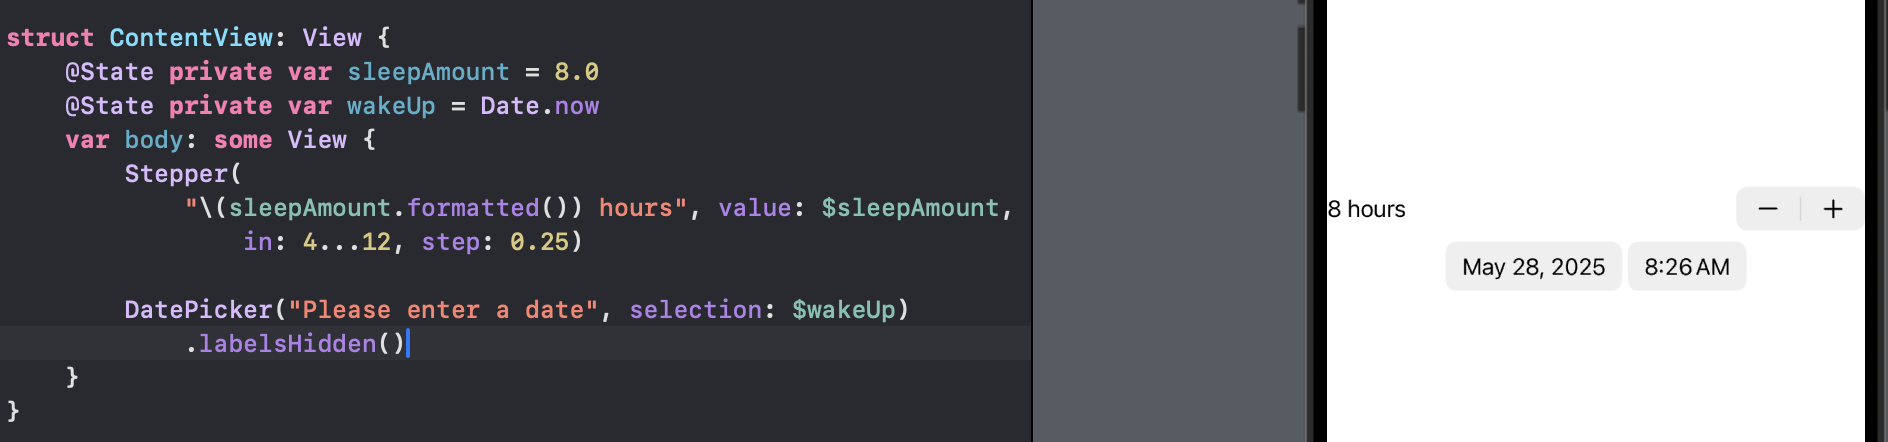 struct ContentView: View {
@State private var sleepAmount = 8.0
@State private var wakeUp = Date.now
var body: some View {
Stepper(
"\(sleepAmount.formatted()) hours", value: $sleepAmount,
in: 4...12, step: 0.25)
DatePicker("Please enter a date", selection: $wakeUp)
.labelsHidden()
}
}
8 hours
− +
May 28, 2025 8:26 AM